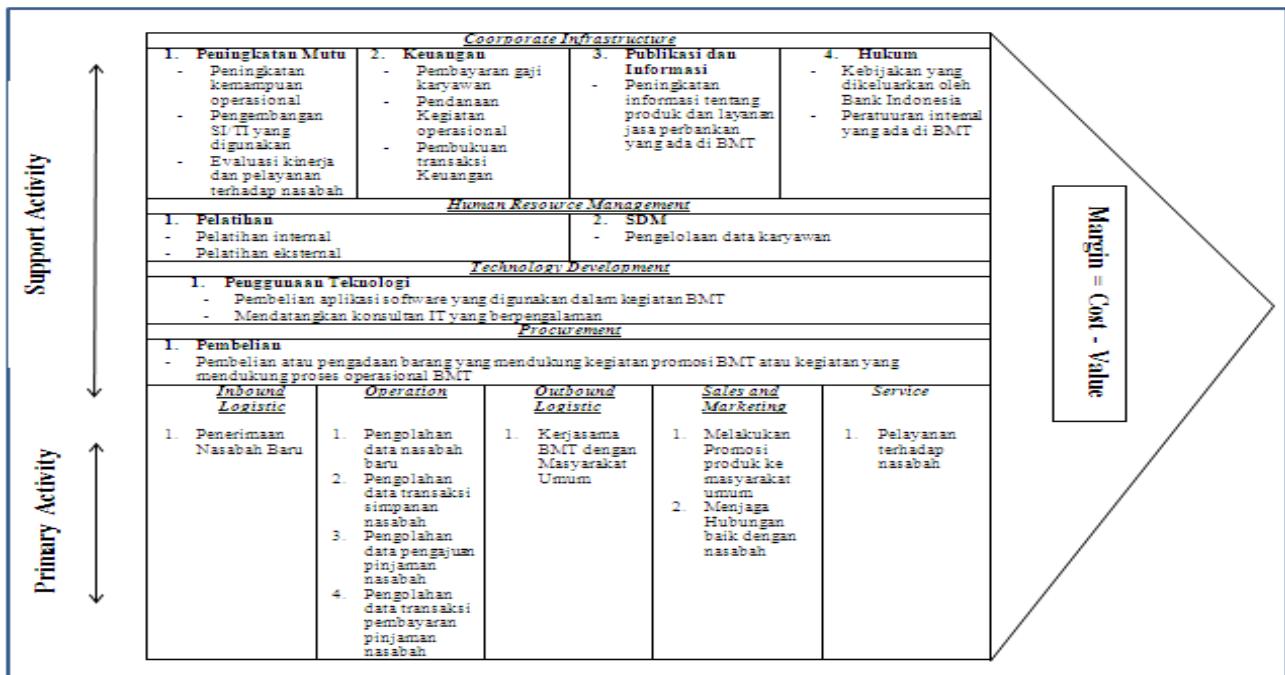 Coorporate Infrastructure
1. Peningkatan Mutu
- Peningkatan
kemampuan
operasional
- Pengembangan
SI/TI yang
digunakan
- Evaluasi kinerja
dan pelayanan
terhadap nasabah
2. Keuangan
- Pembayaran gaji
karyawan
- Pendanaan
Kegiatan
operasional
- Pembukuan
transaksi
Keuangan
3. Publikasi dan
Informasi
- Peningkatan
informasi tentang
produk dan layanan
jasa perbankan
yang ada di BMT
4. Hukum
- Kebijakan yang
dikeluarkan oleh
Bank Indonesia
- Peratuuran internal
yang ada di BMT
Human Resource Management
1. Pelatihan
- Pelatihan internal
- Pelatihan eksternal
2. SDM
- Pengelolaan data karyawan
Technology Development
1. Penggunaan Teknologi
- Pembelian aplikasi software yang digunakan dalam kegiatan BMT
- Mendatangkan konsultan IT yang berpengalaman
Procurement
1. Pembelian
- Pembelian atau pengadaan barang yang mendukung kegiatan promosi BMT atau kegiatan yang
mendukung proses operasional BMT
Inbound
Logistic
1. Penerimaan
Nasabah Baru
Operation
1. Pengolahan
data nasabah
baru
2. Pengolahan
data transaksi
simpanan
nasabah
3. Pengolahan
data pengajuan
pinjaman
nasabah
4. Pengolahan
data transaksi
pembayaran
pinjaman
nasabah
Outbound
Logistic
1. Kerjasama
BMT dengan
Masyarakat
Umum
Sales and
Marketing
1. Melakukan
Promosi
produk ke
masyarakat
umum
2. Menjaga
Hubungan
baik dengan
nasabah
Service
1. Pelayanan
terhadap
nasabah
Support Activity
Primary Activity
Margin = Cost - Value